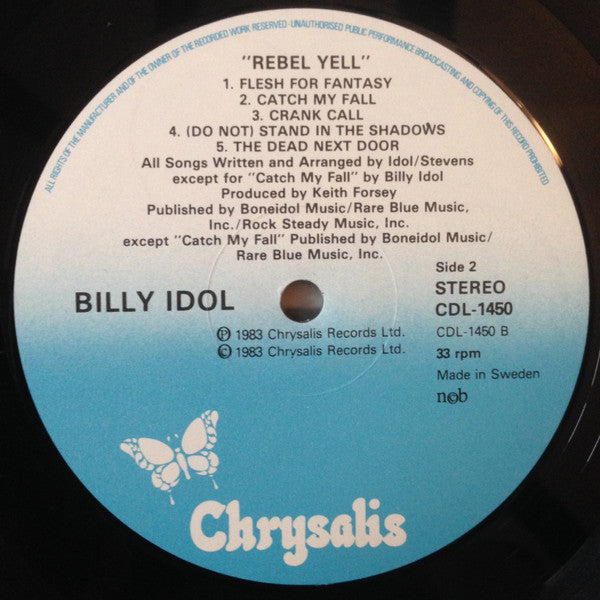 ALL RIGHTS OF THE MANUFACTURER AND OF THE OWNER OF THE RECORDED WORK RESERVED · UNAUTHORISED PUBLIC PERFORMANCE BROADCASTING AND COPYING OF THIS RECORD PROHIBITED
"REBEL YELL"
1. FLESH FOR FANTASY
2. CATCH MY FALL
3. CRANK CALL
4. (DO NOT) STAND IN THE SHADOWS
5. THE DEAD NEXT DOOR
All Songs Written and Arranged by Idol/Stevens
except for "Catch My Fall" by Billy Idol
Produced by Keith Forsey
Published by Boneidol Music/Rare Blue Music,
Inc./Rock Steady Music, Inc.
except "Catch My Fall" Published by Boneidol Music/
Rare Blue Music, Inc.
Side 2
BILLY IDOL
STEREO
CDL-1450
℗ 1983 Chrysalis Records Ltd.
CDL-1450 B
© 1983 Chrysalis Records Ltd.
33 rpm
Made in Sweden
ncb
Chrysalis